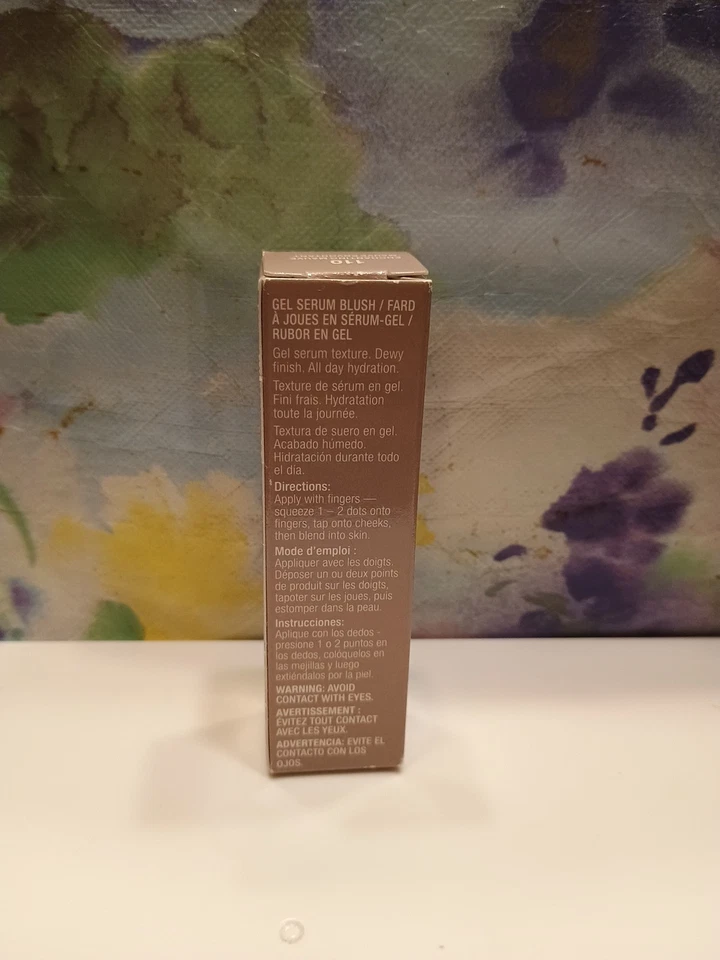 110
GEL SERUM BLUSH / FARD
À JOUES EN SÉRUM-GEL /
RUBOR EN GEL
Gel serum texture. Dewy
finish. All day hydration.
Texture de sérum en gel.
Fini frais. Hydratation
toute la journée.
Textura de suero en gel.
Acabado húmedo.
Hidratación durante todo
el día.
Directions:
Apply with fingers —
squeeze 1 – 2 dots onto
fingers, tap onto cheeks,
then blend into skin.
Mode d'emploi :
Appliquer avec les doigts.
Déposer un ou deux points
de produit sur les doigts,
tapoter sur les joues, puis
estomper dans la peau.
Instrucciones:
Aplique con los dedos -
presione 1 o 2 puntos en
los dedos, colóquelos en
las mejillas y luego
extiéndalos por la piel.
WARNING: AVOID
CONTACT WITH EYES.
AVERTISSEMENT :
ÉVITEZ TOUT CONTACT
AVEC LES YEUX.
ADVERTENCIA: EVITE EL
CONTACTO CON LOS
OJOS.